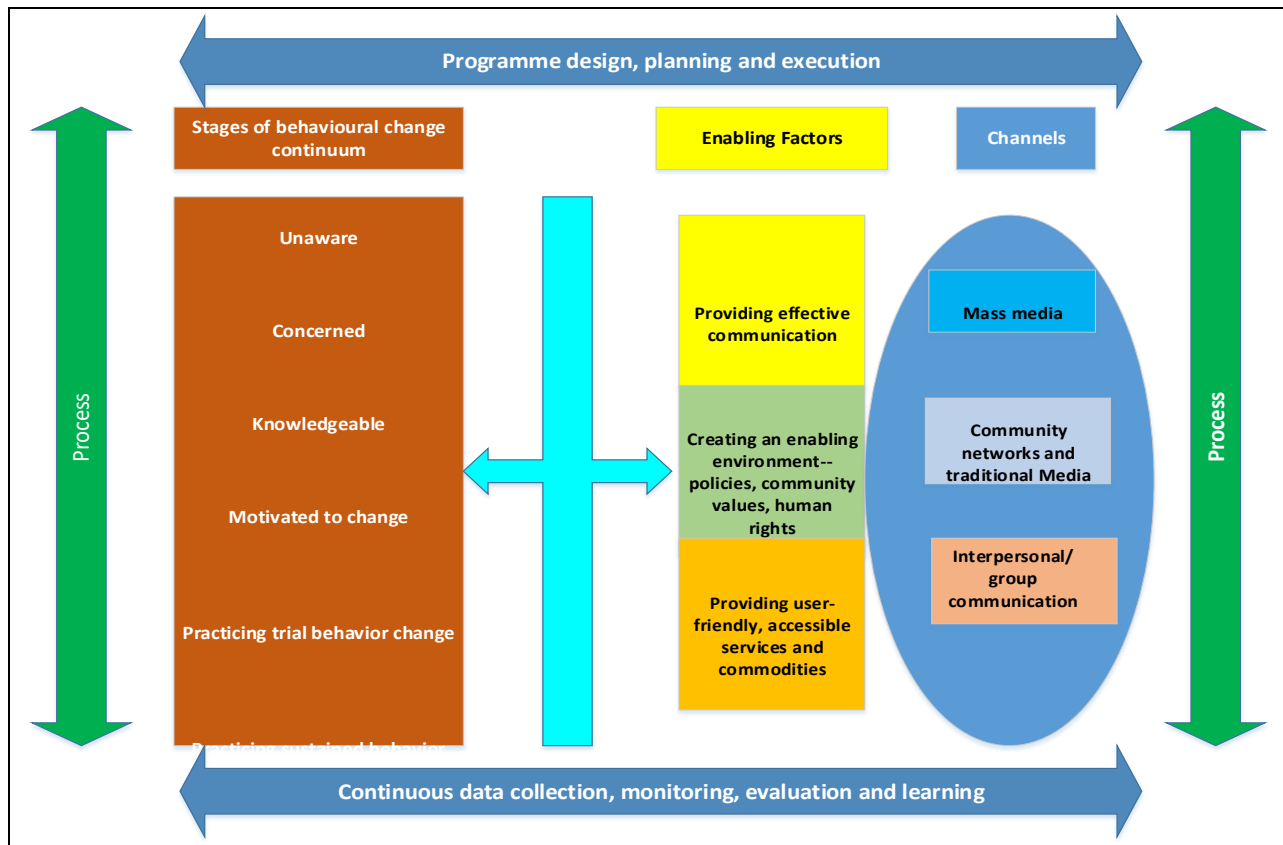 Programme design, planning and execution
Stages of behavioural change
continuum
Enabling Factors
Channels
Process
Unaware
Concerned
Knowledgeable
Motivated to change
Practicing trial behavior change
Practicing sustained behavior
Providing effective
communication
Creating an enabling
environment--
policies, community
values, human
rights
Providing user-
friendly, accessible
services and
commodities
Mass media
Community
networks and
traditional Media
Interpersonal/
group
communication
Process
Continuous data collection, monitoring, evaluation and learning